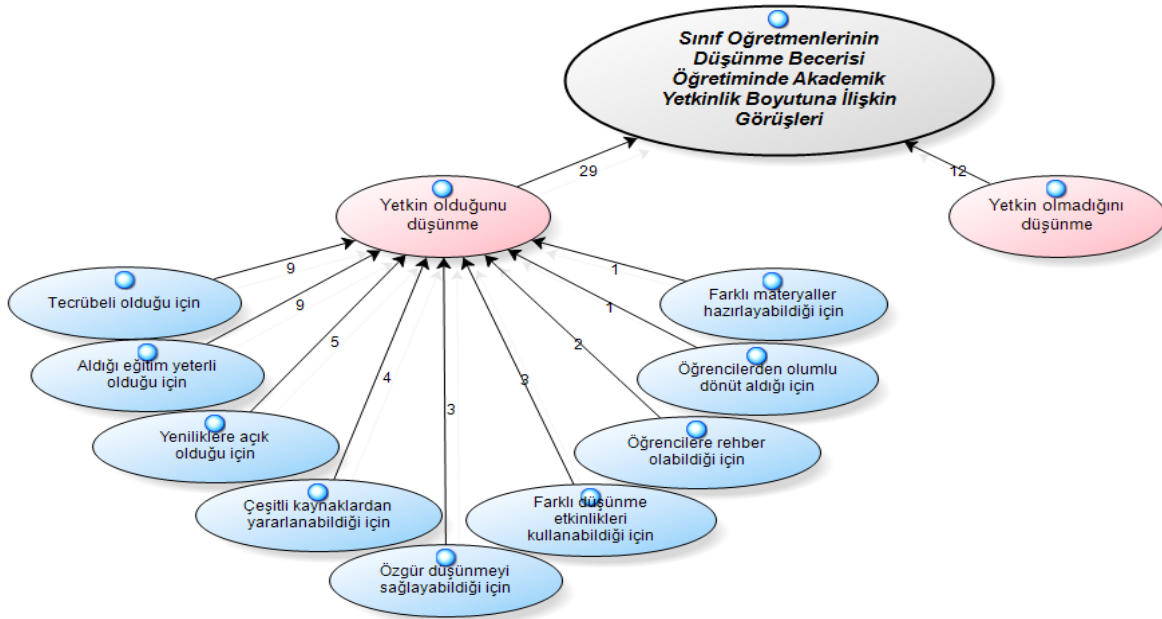 Sınıf Öğretmenlerinin
Düşünme Becerisi
Öğretiminde Akademik
Yetkinlik Boyutuna İlişkin
Görüşleri
29
12
Yetkin olduğunu
düşünme
Yetkin olmadığını
düşünme
9
1
Tecrübeli olduğu için
Farklı materyaller
hazırlayabildiği için
9
1
5
2
4
3
3
Aldığı eğitim yeterli
olduğu için
Öğrencilerden olumlu
dönüt aldığı için
Yeniliklere açık
olduğu için
Öğrencilere rehber
olabildiği için
Çeşitli kaynaklardan
yararlanabildiği için
Farklı düşünme
etkinlikleri
kullanabildiği için
Özgür düşünmeyi
sağlayabildiği için